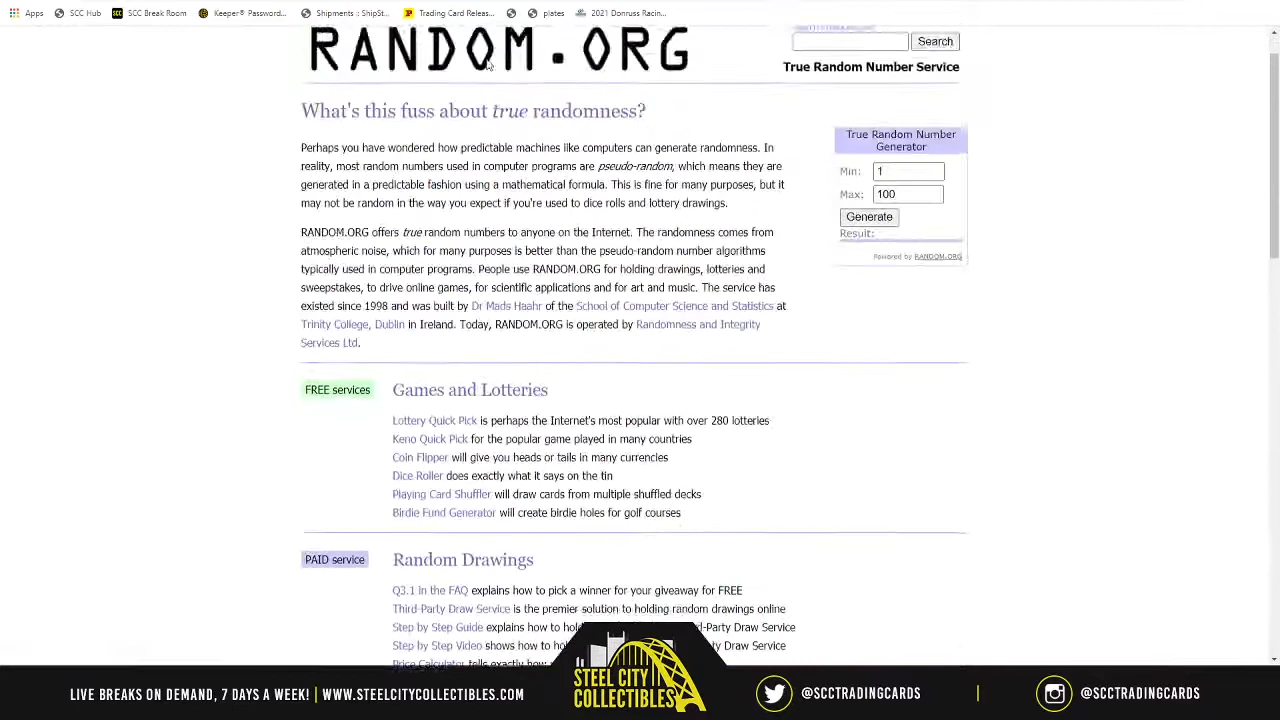 Apps SCC Hub SCC Break Room Keeper® Password... Shipments :: ShipSt... Trading Card Releas... plates 2021 Donruss Racin...
RANDOM.ORG
Search
True Random Number Service
What's this fuss about true randomness?
Perhaps you have wondered how predictable machines like computers can generate randomness. In
reality, most random numbers used in computer programs are pseudo-random, which means they are
generated in a predictable fashion using a mathematical formula. This is fine for many purposes, but it
may not be random in the way you expect if you're used to dice rolls and lottery drawings.
RANDOM.ORG offers true random numbers to anyone on the Internet. The randomness comes from
atmospheric noise, which for many purposes is better than the pseudo-random number algorithms
typically used in computer programs. People use RANDOM.ORG for holding drawings, lotteries and
sweepstakes, to drive online games, for scientific applications and for art and music. The service has
existed since 1998 and was built by Dr Mads Haahr of the School of Computer Science and Statistics at
Trinity College, Dublin in Ireland. Today, RANDOM.ORG is operated by Randomness and Integrity
Services Ltd.
True Random Number
Generator
Min: 1
Max: 100
Generate
Result:
Powered by RANDOM.ORG
FREE services
Games and Lotteries
Lottery Quick Pick is perhaps the Internet's most popular with over 280 lotteries
Keno Quick Pick for the popular game played in many countries
Coin Flipper will give you heads or tails in many currencies
Dice Roller does exactly what it says on the tin
Playing Card Shuffler will draw cards from multiple shuffled decks
Birdie Fund Generator will create birdie holes for golf courses
PAID service
Random Drawings
Q3.1 in the FAQ explains how to pick a winner for your giveaway for FREE
Third-Party Draw Service is the premier solution to holding random drawings online
Step by Step Guide explains how to hol rd-Party Draw Service
Step by Step Video shows how to ho ty Draw Service
Price Calculator tells exactly how
LIVE BREAKS ON DEMAND, 7 DAYS A WEEK! | WWW.STEELCITYCOLLECTIBLES.COM
STEEL CITY
COLLECTIBLES
@SCCTRADINGCARDS
@SCCTRADINGCARDS